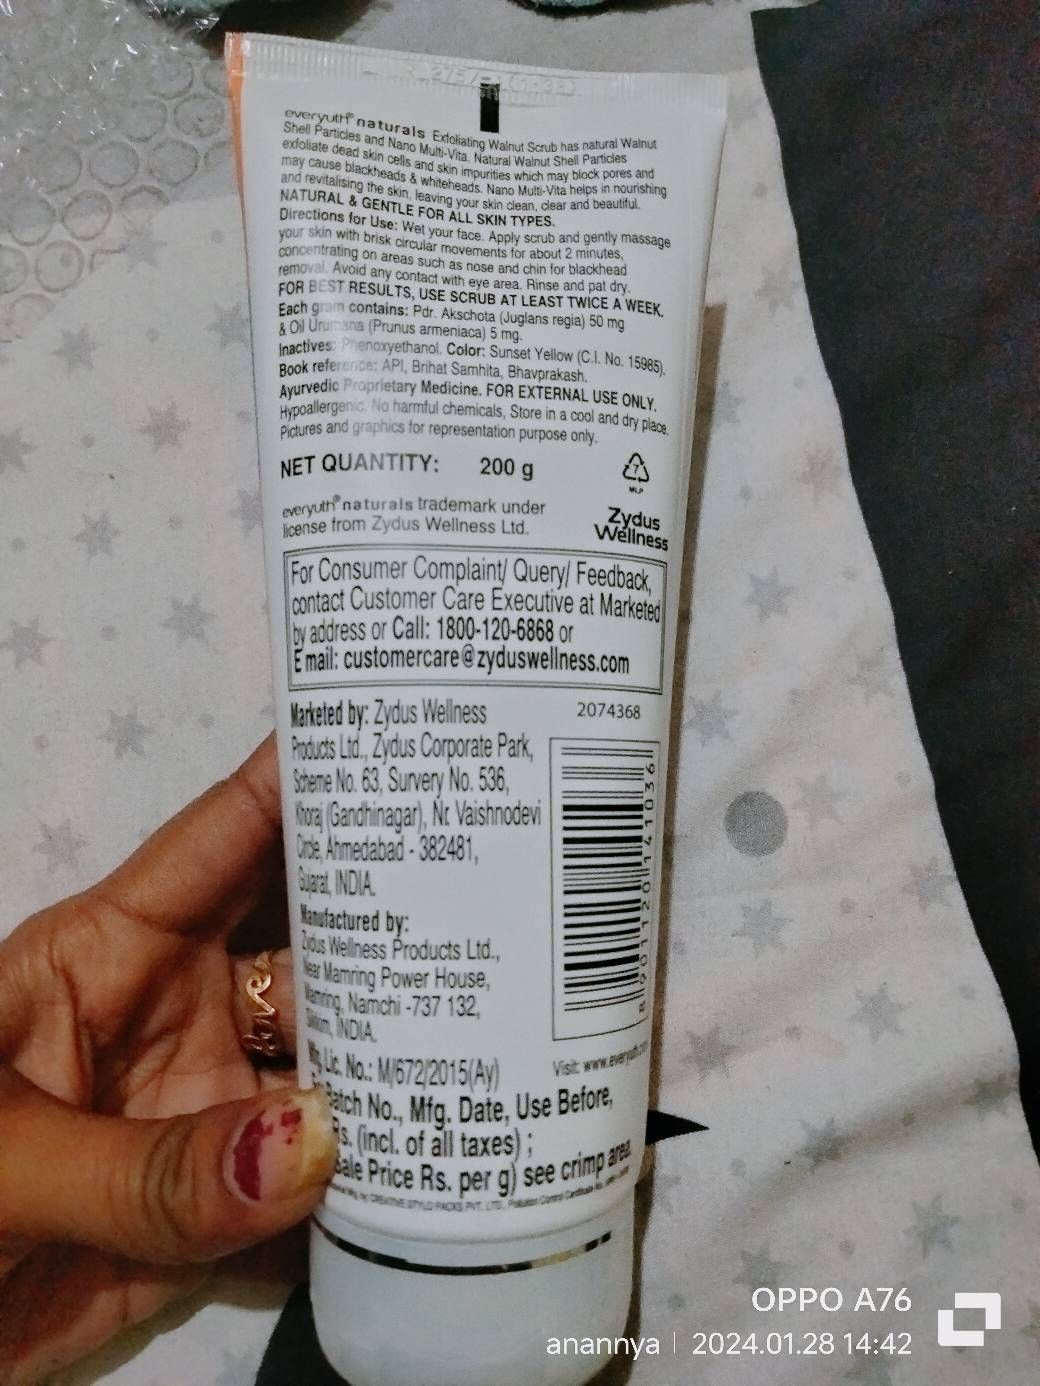 everyuth® naturals Exfoliating Walnut Scrub has natural Walnut
Shell Particles and Nano Multi-Vita. Natural Walnut Shell Particles
exfoliate dead skin cells and skin impurities which may block pores and
may cause blackheads & whiteheads. Nano Multi-Vita helps in nourishing
and revitalising the skin, leaving your skin clean, clear and beautiful.
NATURAL & GENTLE FOR ALL SKIN TYPES.
Directions for Use: Wet your face. Apply scrub and gently massage
your skin with brisk circular movements for about 2 minutes,
concentrating on areas such as nose and chin for blackhead
removal. Avoid any contact with eye area. Rinse and pat dry.
FOR BEST RESULTS, USE SCRUB AT LEAST TWICE A WEEK.
Each gram contains: Pdr. Akschota (Juglans regia) 50 mg
& Oil Urumana (Prunus armeniaca) 5 mg.
Inactives: Phenoxyethanol. Color: Sunset Yellow (C.I. No. 15985).
Book reference: API, Brihat Samhita, Bhavprakash.
Ayurvedic Proprietary Medicine. FOR EXTERNAL USE ONLY.
Hypoallergenic. No harmful chemicals, Store in a cool and dry place.
Pictures and graphics for representation purpose only.
NET QUANTITY: 200 g
7
MLP
everyuth® naturals trademark under
license from Zydus Wellness Ltd.
Zydus
Wellness
For Consumer Complaint/ Query/ Feedback,
contact Customer Care Executive at Marketed
by address or Call: 1800-120-6868 or
E mail: customercare@zyduswellness.com
Marketed by: Zydus Wellness
Products Ltd., Zydus Corporate Park,
Scheme No. 63, Survery No. 536,
Khoraj (Gandhinagar), Nr. Vaishnodevi
Circle, Ahmedabad - 382481,
Gujarat, INDIA.
2074368
8901120141036
Manufactured by:
Zydus Wellness Products Ltd.,
Near Mamring Power House,
Mamring, Namchi -737 132,
Sikkim, INDIA.
Mfg. Lic. No.: M/672/2015(Ay)
Visit: www.everyuth
Batch No., Mfg. Date, Use Before,
Rs. (incl. of all taxes) ;
Sale Price Rs. per g) see crimp area.
CREATIVE STYLO PACKS PVT. LTD.,
love
OPPO A76
anannya | 2024.01.28 14:42